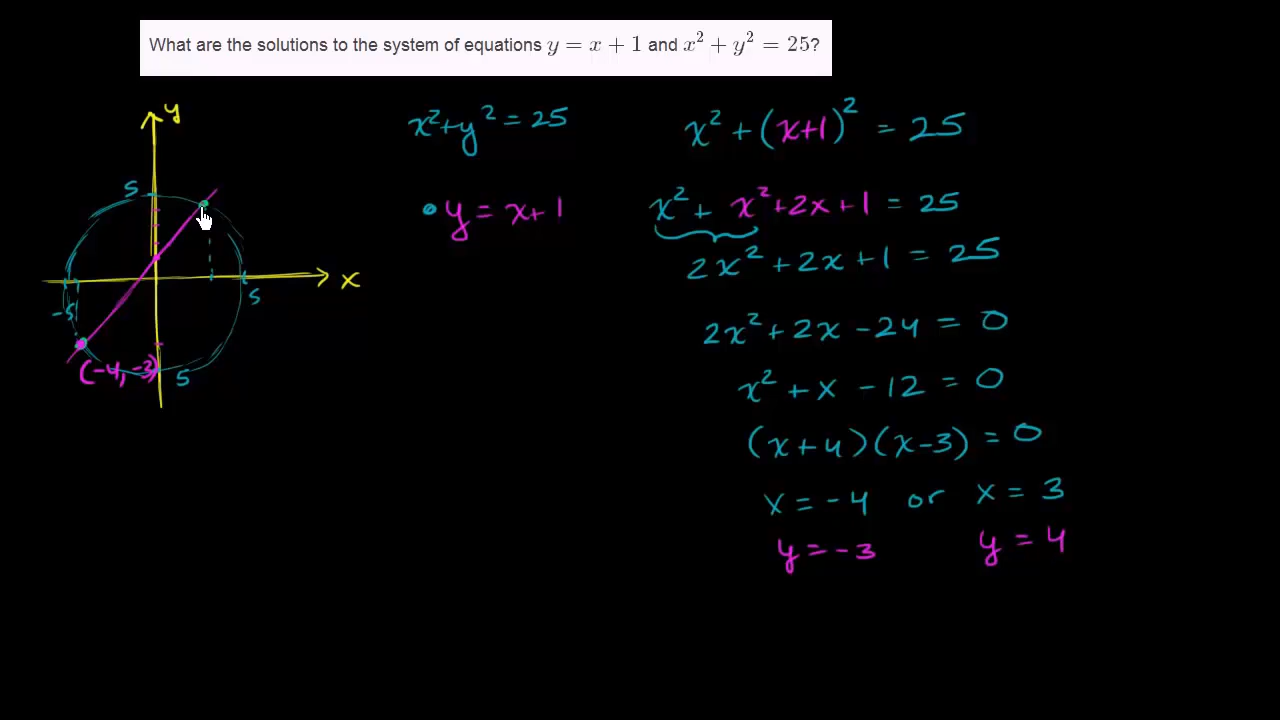 What are the solutions to the system of equations y = x + 1 and x² + y² = 25?
y
5
x
-5
5
(-4, -3)
5
x² + y² = 25
y = x + 1
x² + (x+1)² = 25
x² + x² + 2x + 1 = 25
2x² + 2x + 1 = 25
2x² + 2x - 24 = 0
x² + x - 12 = 0
(x + 4)(x - 3) = 0
x = -4 or x = 3
y = -3 y = 4